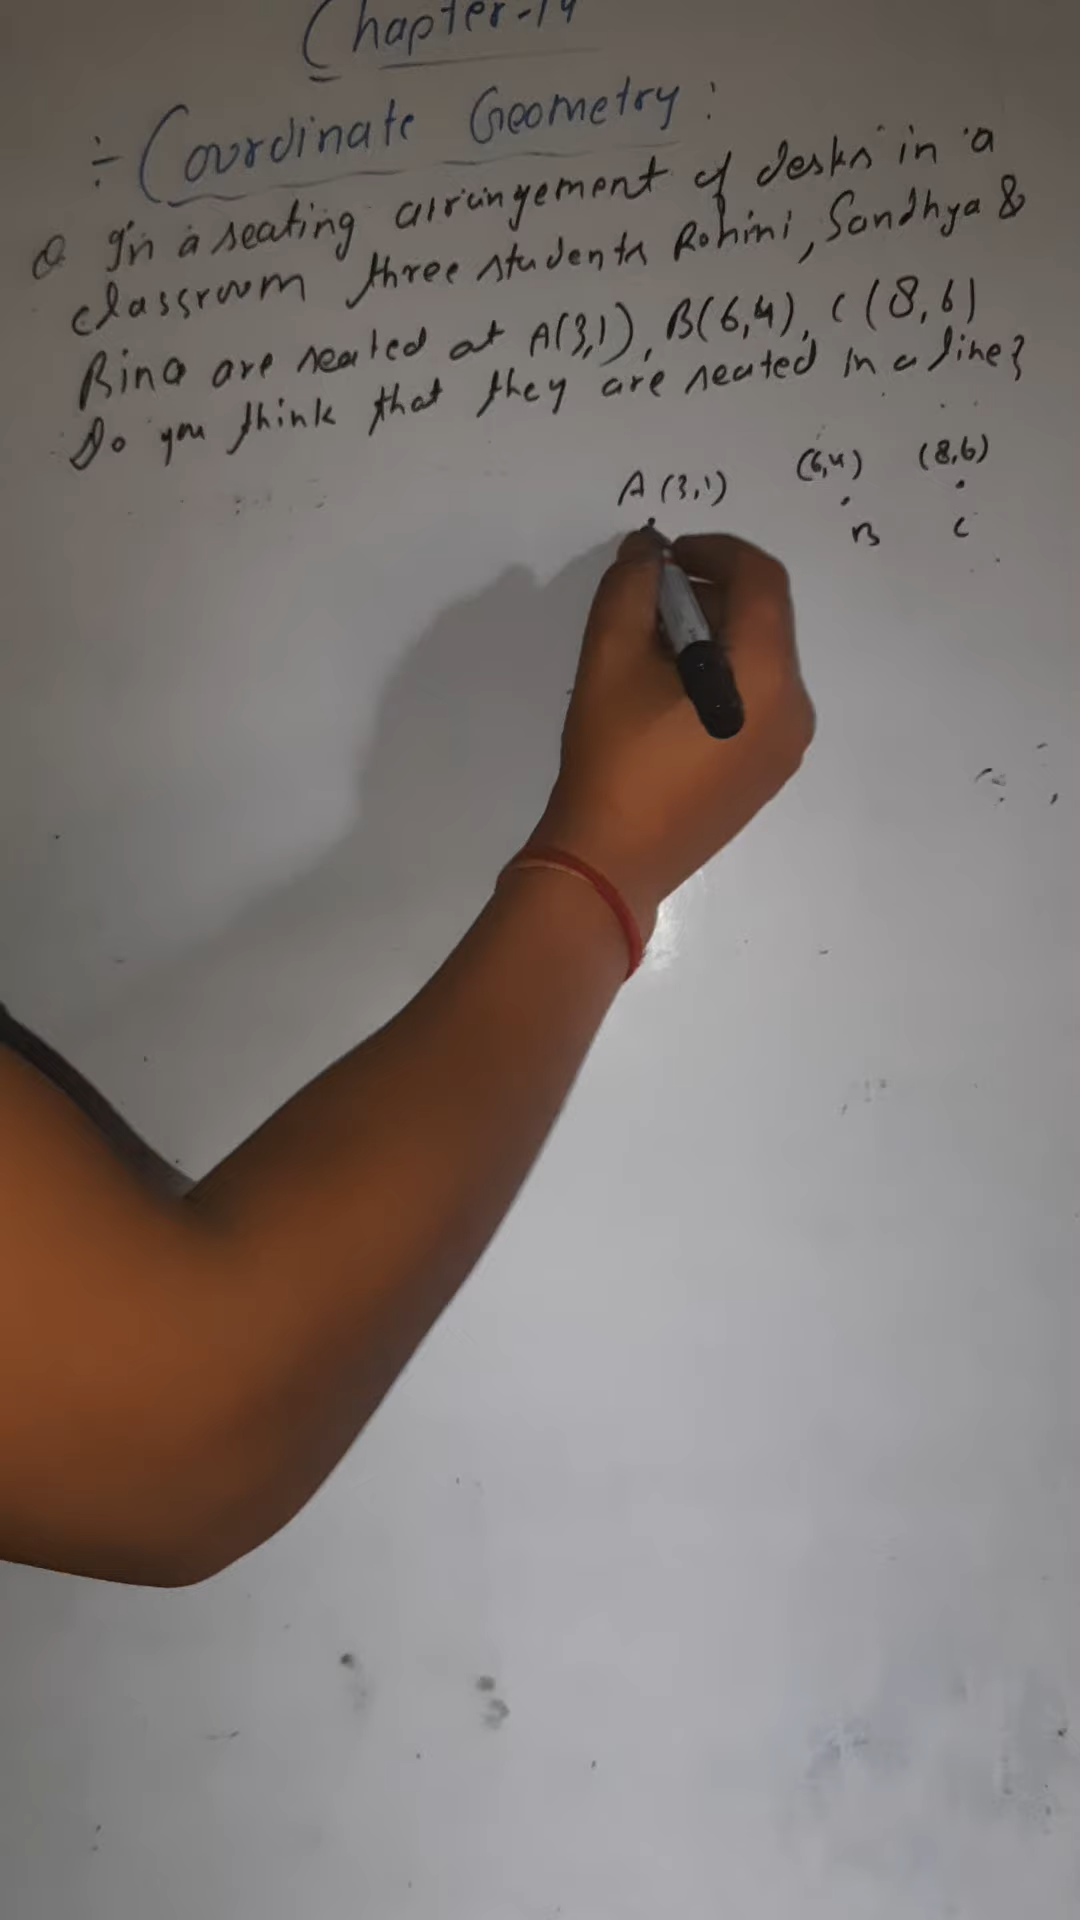 Chapter-14
÷ Coordinate Geometry:
Q In a seating arrangement of desks in a
classroom three students Rohini, Sandhya &
Bina are seated at A(3,1), B(6,4), C(8,6)
Do you think that they are seated in a line?
A (3,1) (6,4) (8,6)
B C